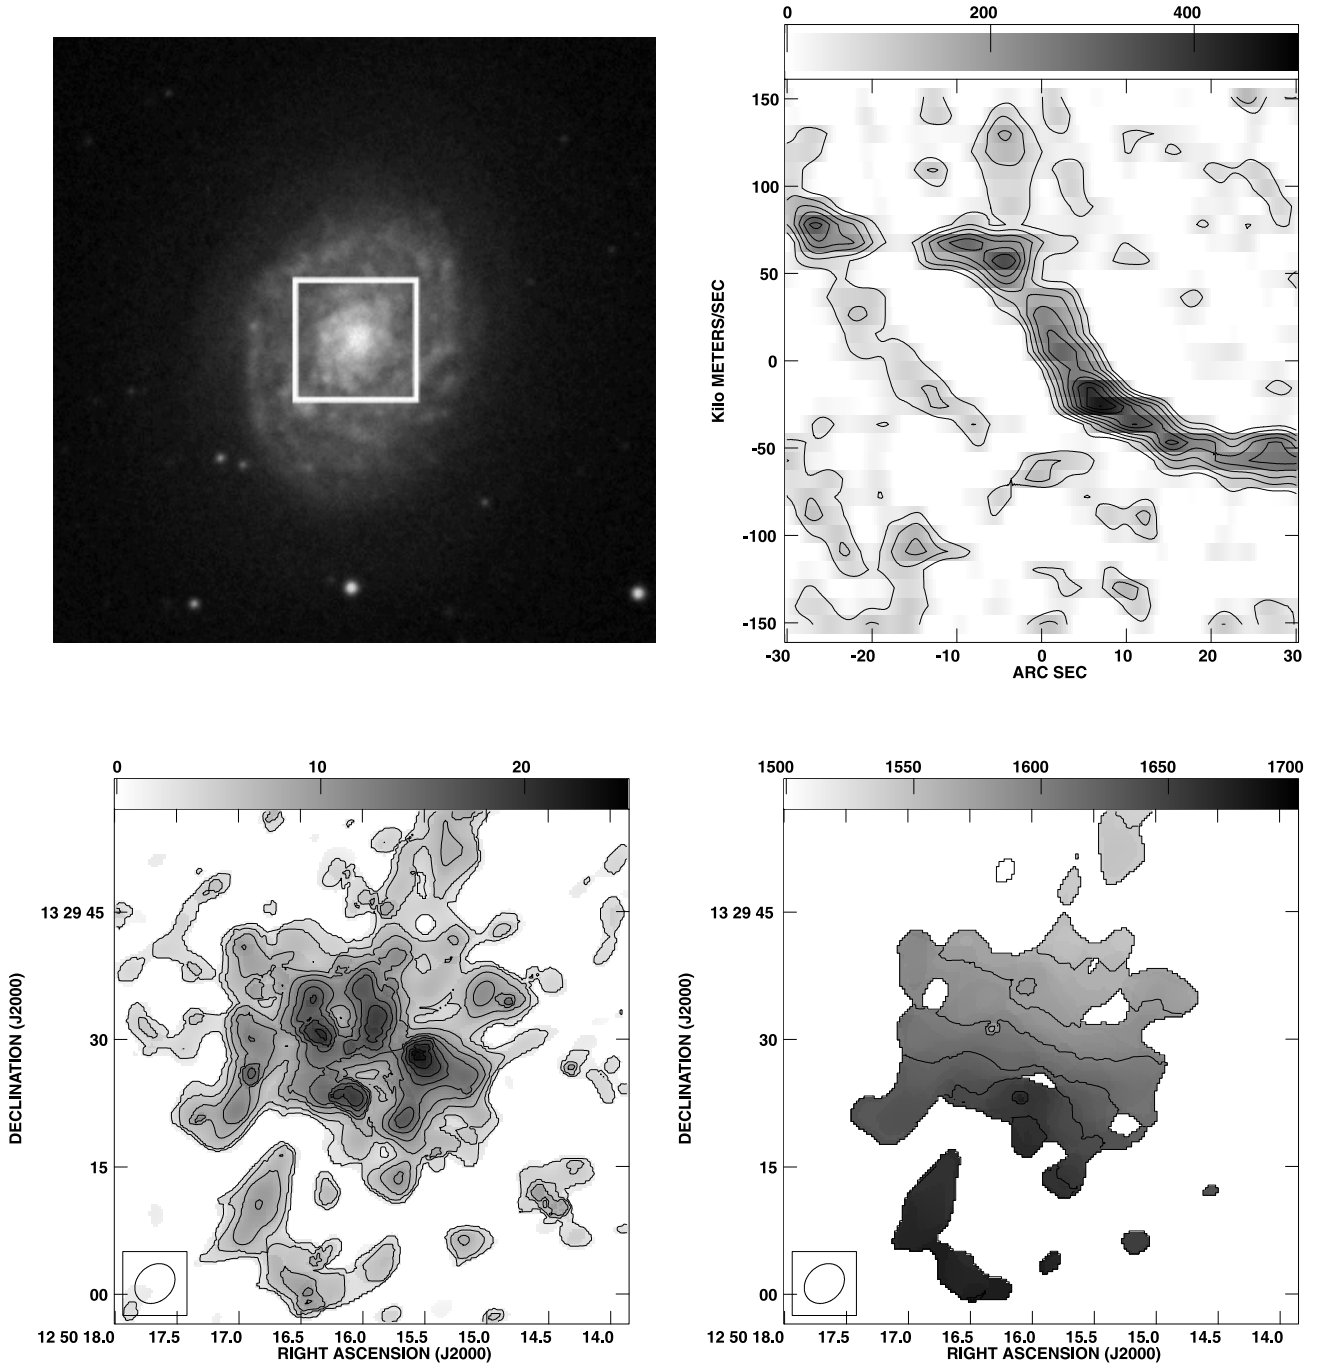 0 200 400
150
100
50
0
-50
-100
-150
Kilo METERS/SEC
-30 -20 -10 0 10 20 30
ARC SEC
0 10 20
13 29 45
30
15
00
DECLINATION (J2000)
12 50 18.0 17.5 17.0 16.5 16.0 15.5 15.0 14.5 14.0
RIGHT ASCENSION (J2000)
1500 1550 1600 1650 1700
13 29 45
30
15
00
DECLINATION (J2000)
12 50 18.0 17.5 17.0 16.5 16.0 15.5 15.0 14.5 14.0
RIGHT ASCENSION (J2000)